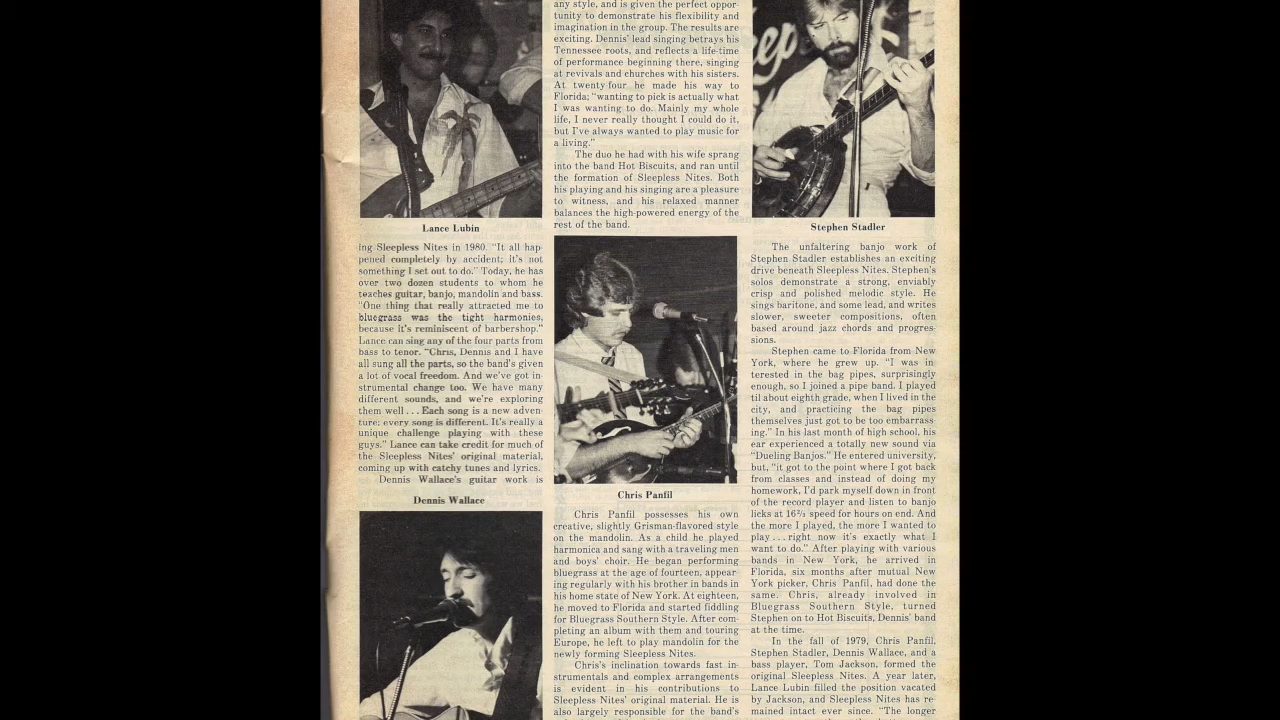 Lance Lubin
ing Sleepless Nites in 1980. "It all hap-
pened completely by accident; it's not
something I set out to do." Today, he has
over two dozen students to whom he
teaches guitar, banjo, mandolin and bass.
"One thing that really attracted me to
bluegrass was the tight harmonies,
because it's reminiscent of barbershop."
Lance can sing any of the four parts from
bass to tenor. "Chris, Dennis and I have
all sung all the parts, so the band's given
a lot of vocal freedom. And we've got in-
strumental change too. We have many
different sounds, and we're exploring
them well . . . Each song is a new adven-
ture; every song is different. It's really a
unique challenge playing with these
guys." Lance can take credit for much of
the Sleepless Nites' original material,
coming up with catchy tunes and lyrics.
Dennis Wallace's guitar work is
Dennis Wallace
any style, and is given the perfect oppor-
tunity to demonstrate his flexibility and
imagination in the group. The results are
exciting. Dennis' lead singing betrays his
Tennessee roots, and reflects a life-time
of performance beginning there, singing
at revivals and churches with his sisters.
At twenty-four he made his way to
Florida; "wanting to pick is actually what
I was wanting to do. Mainly my whole
life, I never really thought I could do it,
but I've always wanted to play music for
a living."
The duo he had with his wife sprang
into the band Hot Biscuits, and ran until
the formation of Sleepless Nites. Both
his playing and his singing are a pleasure
to witness, and his relaxed manner
balances the high-powered energy of the
rest of the band.
Chris Panfil
Chris Panfil possesses his own
creative, slightly Grisman-flavored style
on the mandolin. As a child he played
harmonica and sang with a traveling men
and boys' choir. He began performing
bluegrass at the age of fourteen, appear-
ing regularly with his brother in bands in
his home state of New York. At eighteen,
he moved to Florida and started fiddling
for Bluegrass Southern Style. After com-
pleting an album with them and touring
Europe, he left to play mandolin for the
newly forming Sleepless Nites.
Chris's inclination towards fast in-
strumentals and complex arrangements
is evident in his contributions to
Sleepless Nites' original material. He is
also largely responsible for the band's
Stephen Stadler
The unfaltering banjo work of
Stephen Stadler establishes an exciting
drive beneath Sleepless Nites. Stephen's
solos demonstrate a strong, enviably
crisp and polished melodic style. He
sings baritone, and some lead, and writes
slower, sweeter compositions, often
based around jazz chords and progres-
sions.
Stephen came to Florida from New
York, where he grew up. "I was in-
terested in the bag pipes, surprisingly
enough, so I joined a pipe band. I played
til about eighth grade, when I lived in the
city, and practicing the bag pipes
themselves just got to be too embarrass-
ing." In his last month of high school, his
ear experienced a totally new sound via
"Dueling Banjos." He entered university,
but, "it got to the point where I got back
from classes and instead of doing my
homework, I'd park myself down in front
of the record player and listen to banjo
licks at 16⅔ speed for hours on end. And
the more I played, the more I wanted to
play . . . right now it's exactly what I
want to do." After playing with various
bands in New York, he arrived in
Florida, six months after mutual New
York picker, Chris Panfil, had done the
same. Chris, already involved in
Bluegrass Southern Style, turned
Stephen on to Hot Biscuits, Dennis' band
at the time.
In the fall of 1979, Chris Panfil,
Stephen Stadler, Dennis Wallace, and a
bass player, Tom Jackson, formed the
original Sleepless Nites. A year later,
Lance Lubin filled the position vacated
by Jackson, and Sleepless Nites has re-
mained intact ever since. "The longer